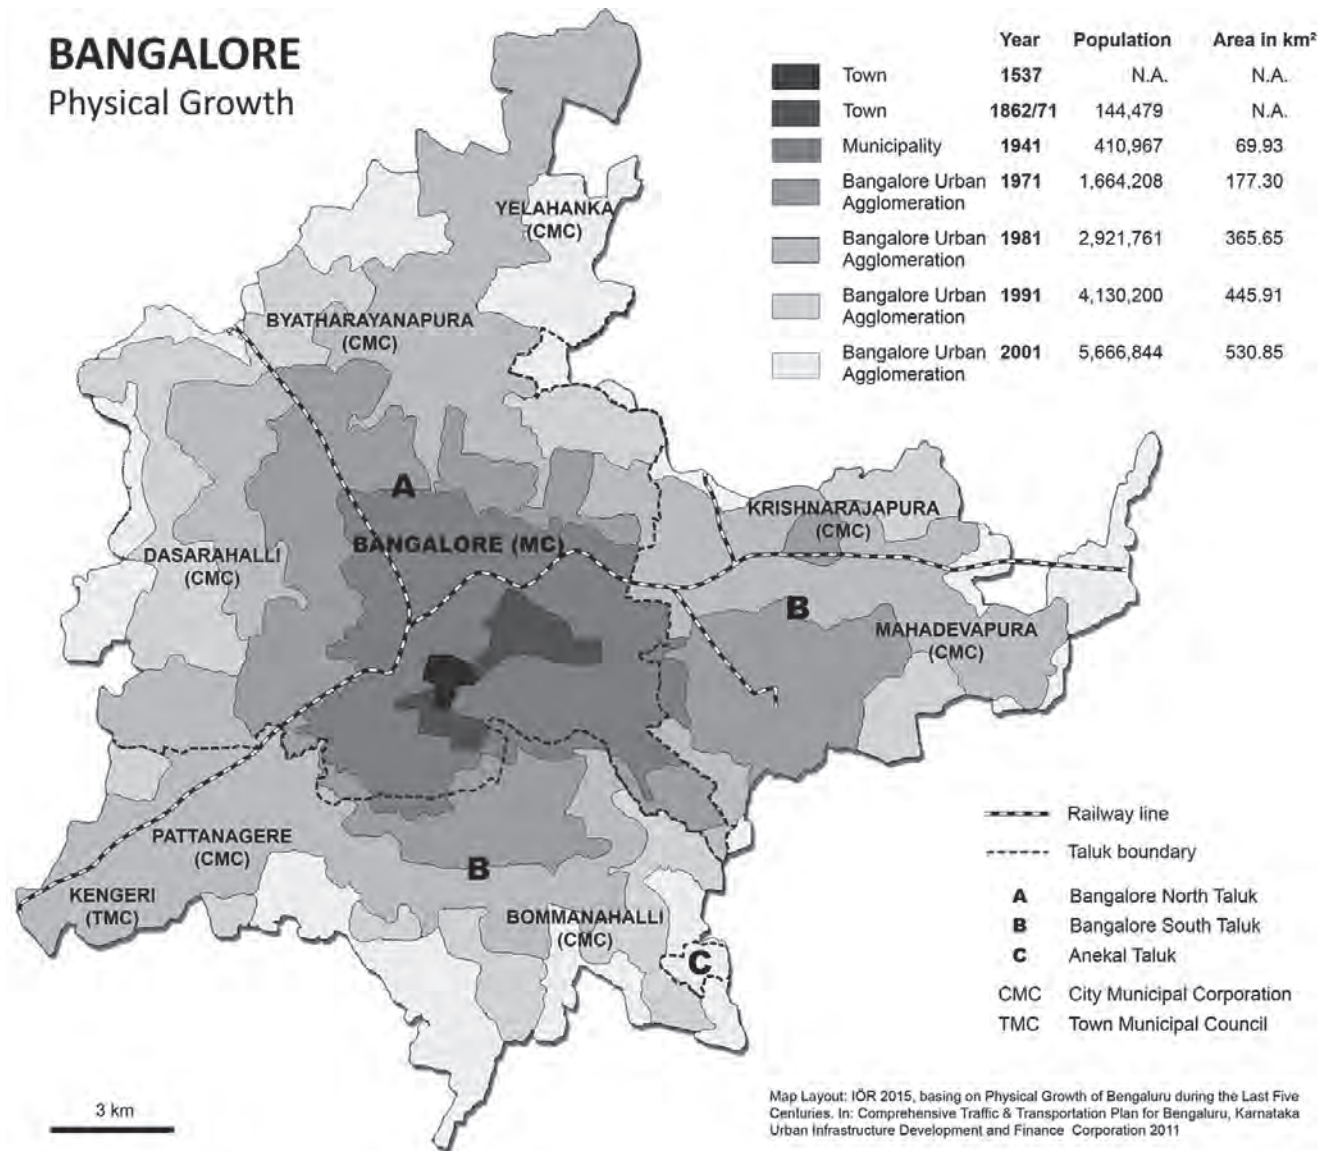 BANGALORE
Physical Growth
Year Population Area in km²
Town 1537 N.A. N.A.
Town 1862/71 144,479 N.A.
Municipality 1941 410,967 69.93
Bangalore Urban 1971 1,664,208 177.30
Agglomeration
Bangalore Urban 1981 2,921,761 365.65
Agglomeration
Bangalore Urban 1991 4,130,200 445.91
Agglomeration
Bangalore Urban 2001 5,666,844 530.85
Agglomeration
YELAHANKA
(CMC)
BYATHARAYANAPURA
(CMC)
A
KRISHNARAJAPURA
(CMC)
BANGALORE (MC)
DASARAHALLI
(CMC)
B
MAHADEVAPURA
(CMC)
PATTANAGERE
(CMC)
B
KENGERI
(TMC)
BOMMANAHALLI
(CMC)
C
Railway line
Taluk boundary
A Bangalore North Taluk
B Bangalore South Taluk
C Anekal Taluk
CMC City Municipal Corporation
TMC Town Municipal Council
3 km
Map Layout: IÖR 2015, basing on Physical Growth of Bengaluru during the Last Five
Centuries. In: Comprehensive Traffic & Transportation Plan for Bengaluru, Karnataka
Urban Infrastructure Development and Finance Corporation 2011